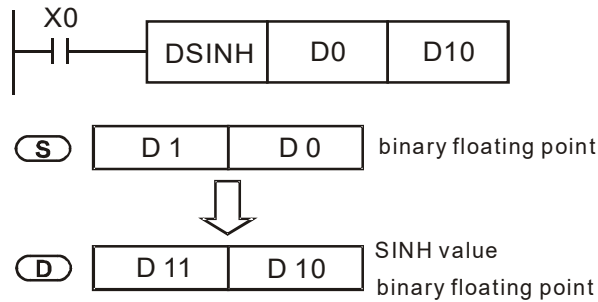 X0
DSINH D0 D10
S D 1 D 0 binary floating point
D D 11 D 10 SINH value
binary floating point